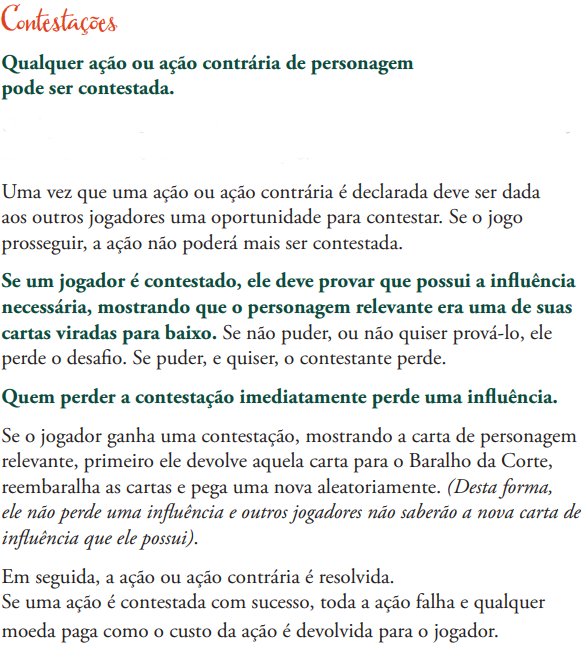 Contestações
Qualquer ação ou ação contrária de personagem
pode ser contestada.
Uma vez que uma ação ou ação contrária é declarada deve ser dada
aos outros jogadores uma oportunidade para contestar. Se o jogo
prosseguir, a ação não poderá mais ser contestada.
Se um jogador é contestado, ele deve provar que possui a influência
necessária, mostrando que o personagem relevante era uma de suas
cartas viradas para baixo. Se não puder, ou não quiser prová-lo, ele
perde o desafio. Se puder, e quiser, o contestante perde.
Quem perder a contestação imediatamente perde uma influência.
Se o jogador ganha uma contestação, mostrando a carta de personagem
relevante, primeiro ele devolve aquela carta para o Baralho da Corte,
reembaralha as cartas e pega uma nova aleatoriamente. (Desta forma,
ele não perde uma influência e outros jogadores não saberão a nova carta de
influência que ele possui).
Em seguida, a ação ou ação contrária é resolvida.
Se uma ação é contestada com sucesso, toda a ação falha e qualquer
moeda paga como o custo da ação é devolvida para o jogador.